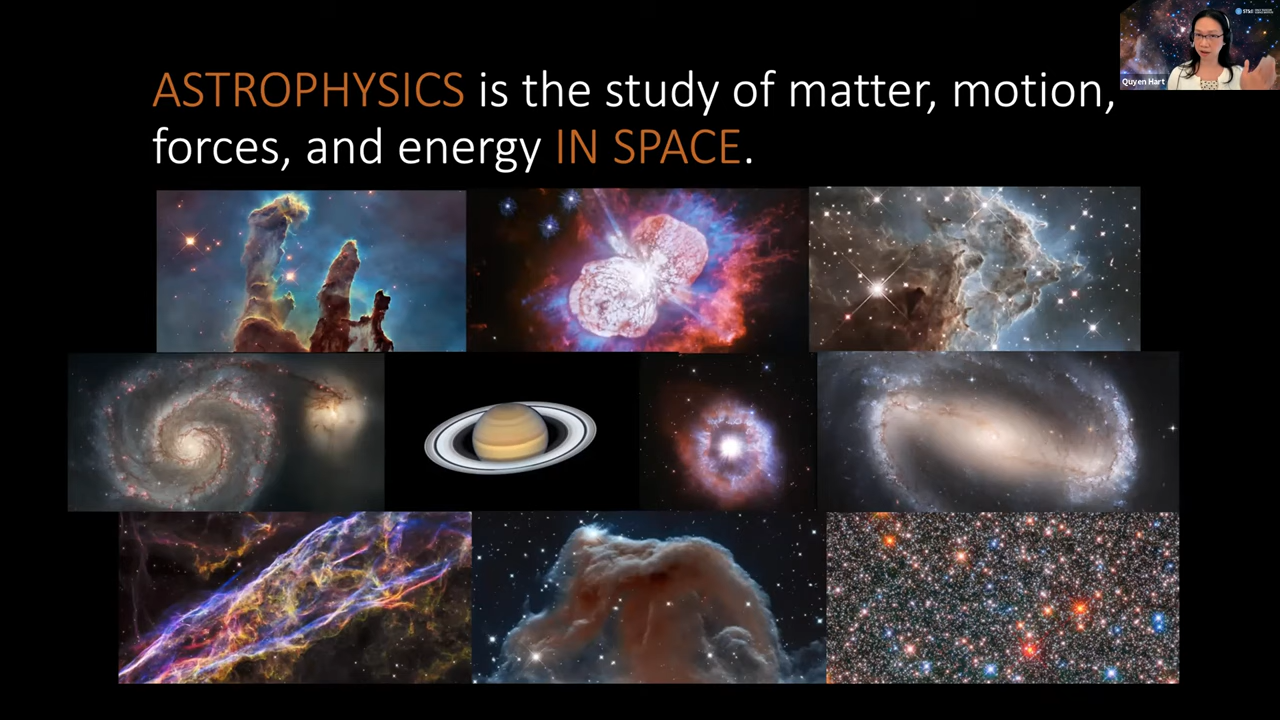 ASTROPHYSICS is the study of matter, motion,
forces, and energy IN SPACE.
Quyen Hart